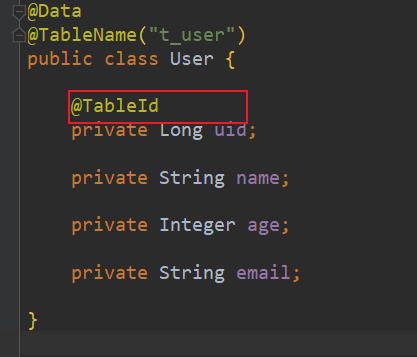 @Data
@TableName("t_user")
public class User {
@TableId
private Long uid;
private String name;
private Integer age;
private String email;
}